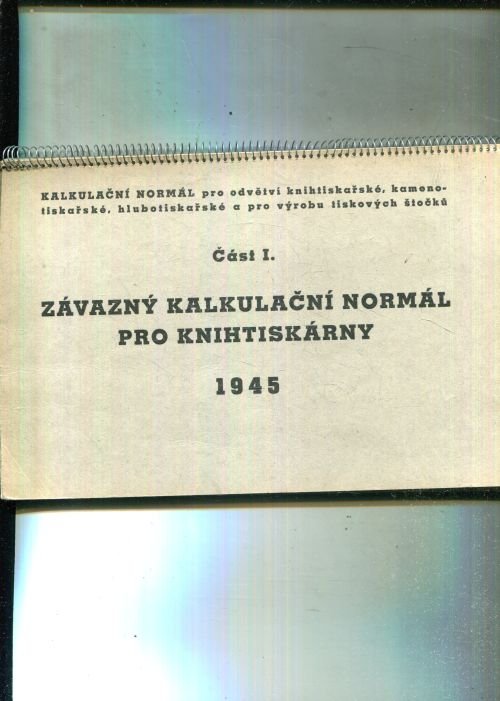 KALKULAČNÍ NORMÁL pro odvětví knihtiskařské, kameno-
tiskařské, hlubotiskařské a pro výrobu tiskových štočků
Část I.
ZÁVAZNÝ KALKULAČNÍ NORMÁL
PRO KNIHTISKÁRNY
1945